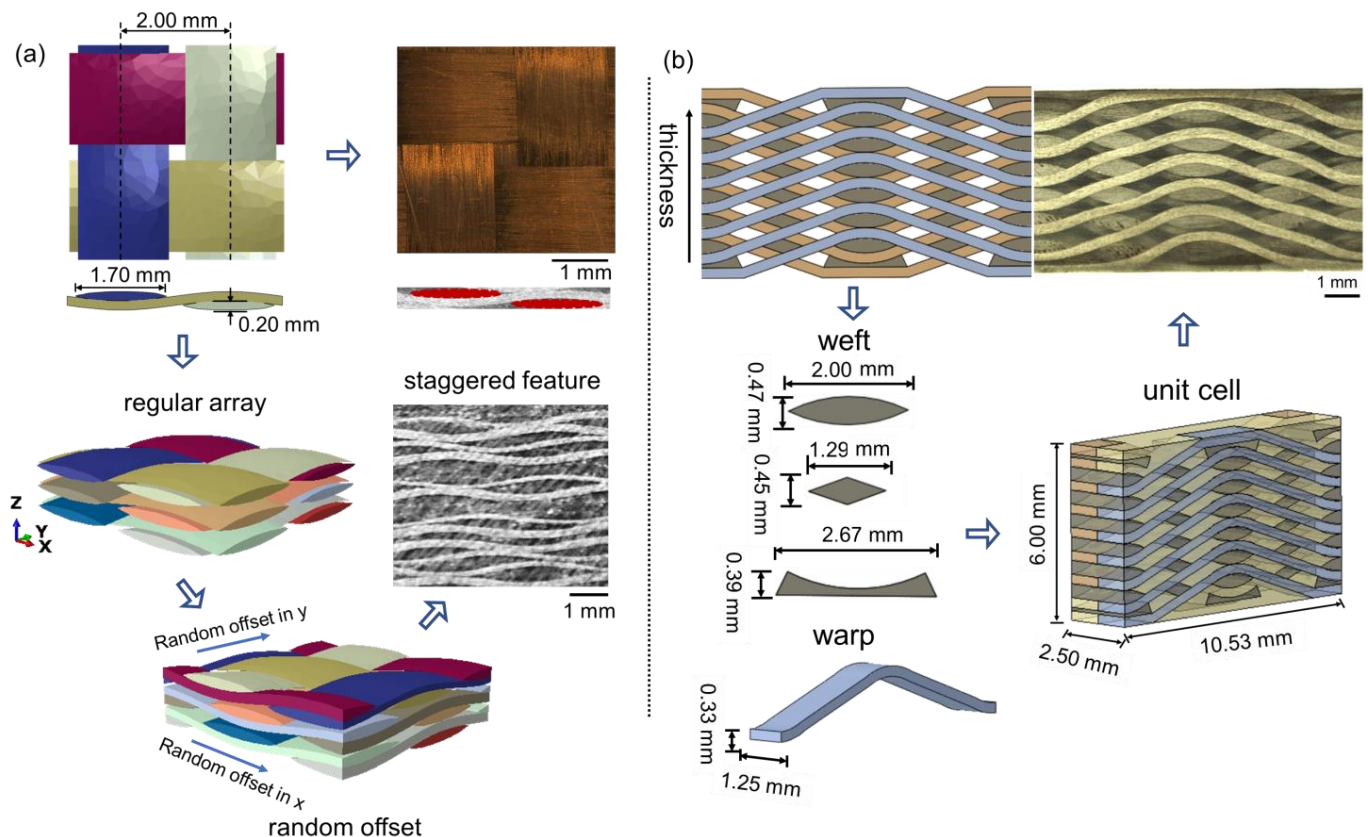 (a)
2.00 mm
1.70 mm
0.20 mm
1 mm
regular array
staggered feature
1 mm
Z
Y
X
Random offset in y
Random offset in x
random offset
(b)
thickness
1 mm
weft
2.00 mm
0.47 mm
1.29 mm
0.45 mm
2.67 mm
0.39 mm
warp
0.33 mm
1.25 mm
unit cell
6.00 mm
2.50 mm
10.53 mm